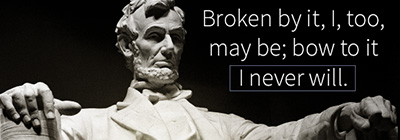 Broken by it, I, too,
may be; bow to it
I never will.